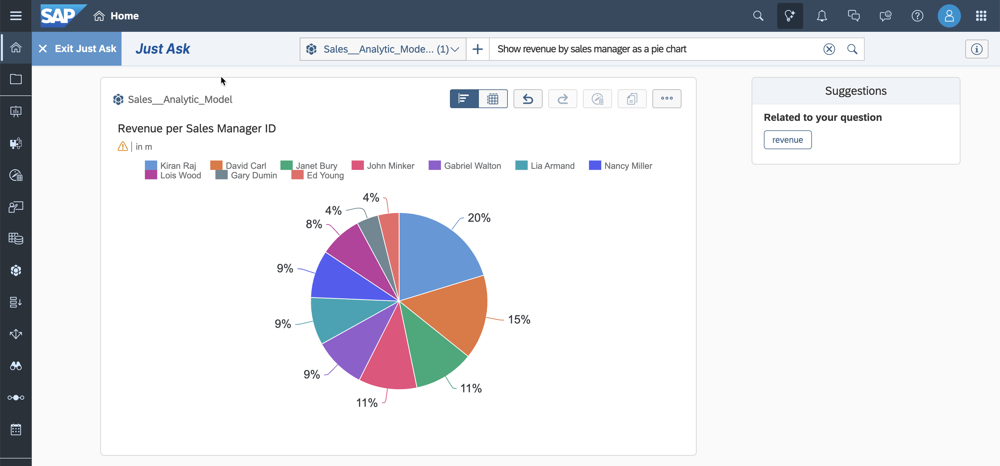 SAP Home
Exit Just Ask Just Ask Sales__Analytic_Mode... (1) Show revenue by sales manager as a pie chart
Sales__Analytic_Model
Suggestions
Related to your question
revenue
Revenue per Sales Manager ID
in m
Kiran Raj David Carl Janet Bury John Minker Gabriel Walton Lia Armand Nancy Miller
Lois Wood Gary Dumin Ed Young
4%
4%
20%
8%
9%
15%
9%
9%
11%
11%